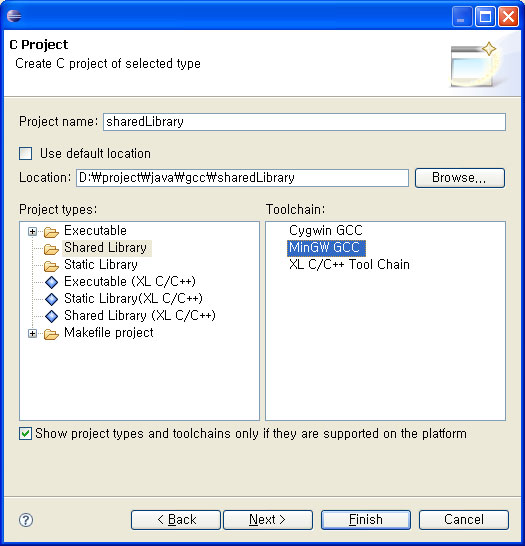 C Project
Create C project of selected type
Project name: sharedLibrary
Use default location
Location: D:₩project₩java₩gcc₩sharedLibrary Browse...
Project types: Toolchain:
Executable Cygwin GCC
Shared Library MinGW GCC
Static Library XL C/C++ Tool Chain
Executable (XL C/C++)
Static Library(XL C/C++)
Shared Library (XL C/C++)
Makefile project
Show project types and toolchains only if they are supported on the platform
? < Back Next > Finish Cancel